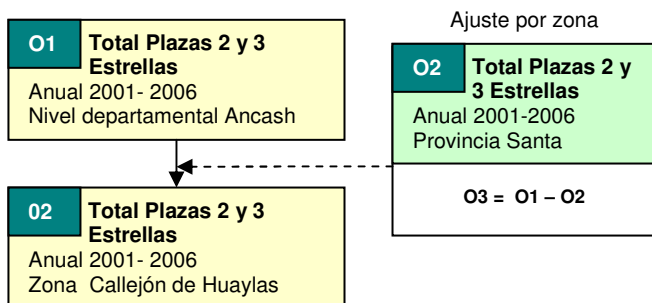 Ajuste por zona
O1 Total Plazas 2 y 3
Estrellas
Anual 2001- 2006
Nivel departamental Ancash
O2 Total Plazas 2 y
3 Estrellas
Anual 2001-2006
Provincia Santa
O3 = O1 – O2
02 Total Plazas 2 y 3
Estrellas
Anual 2001- 2006
Zona Callejón de Huaylas